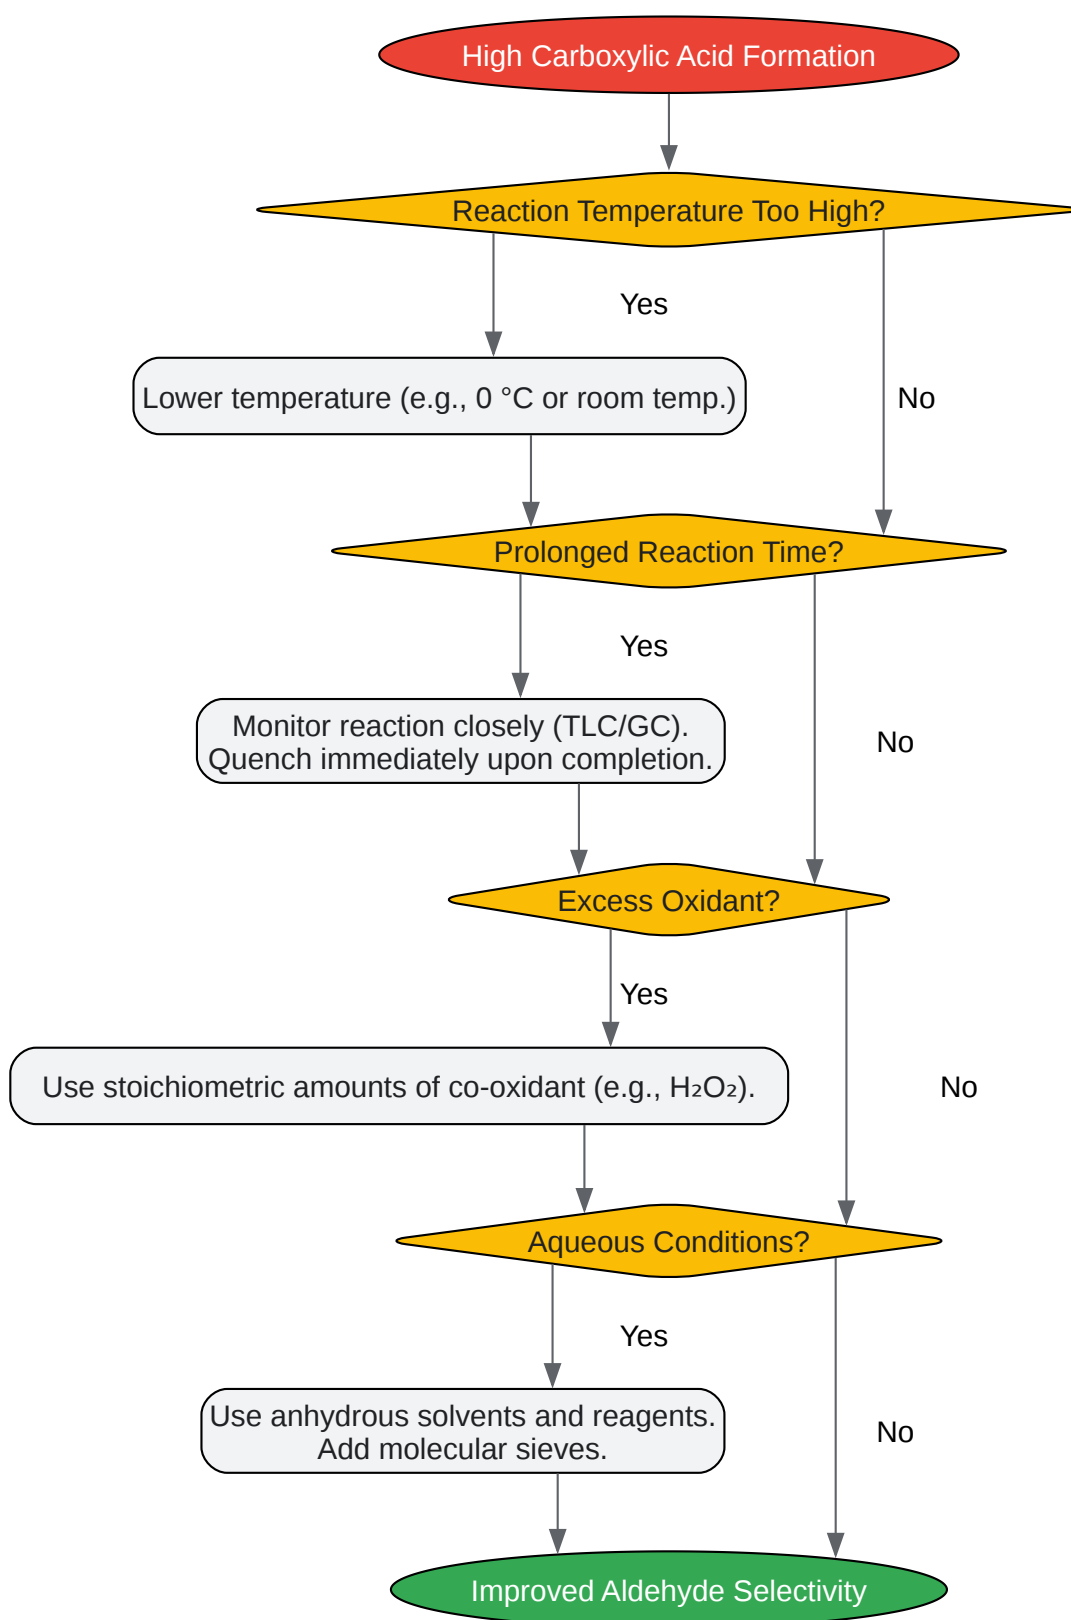 High Carboxylic Acid Formation
Reaction Temperature Too High?
Yes
Lower temperature (e.g., 0 °C or room temp.)
No
Prolonged Reaction Time?
Yes
Monitor reaction closely (TLC/GC).
Quench immediately upon completion.
No
Excess Oxidant?
Yes
Use stoichiometric amounts of co-oxidant (e.g., H₂O₂).
No
Aqueous Conditions?
Yes
Use anhydrous solvents and reagents.
Add molecular sieves.
No
Improved Aldehyde Selectivity